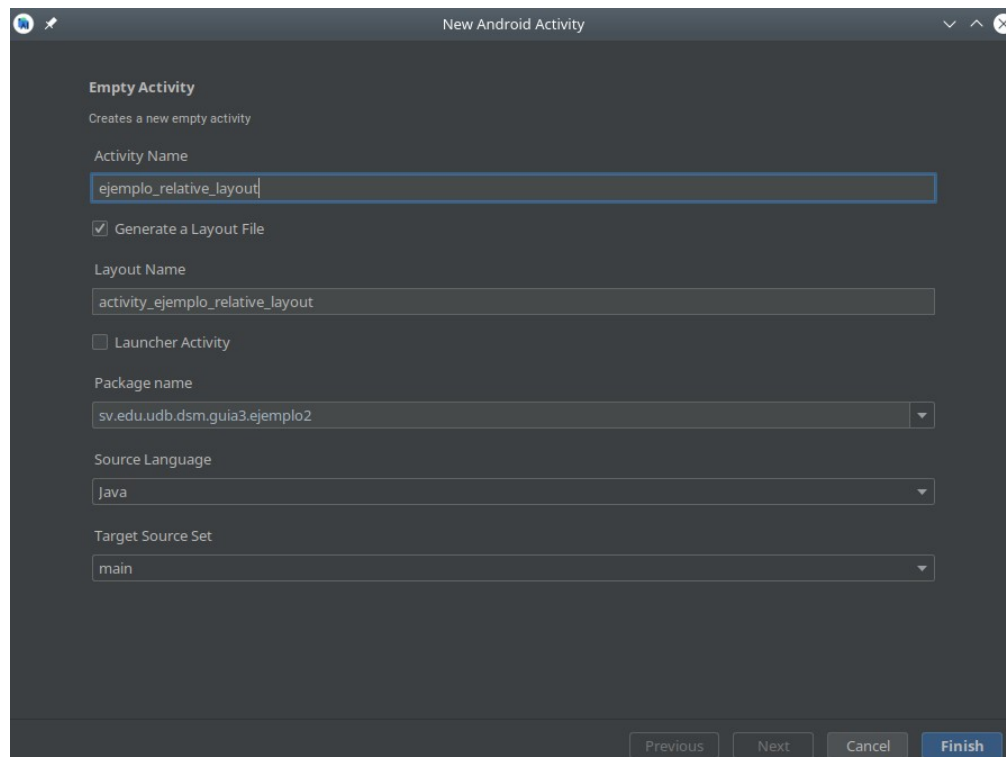 New Android Activity
Empty Activity
Creates a new empty activity
Activity Name
ejemplo_relative_layout
Generate a Layout File
Layout Name
activity_ejemplo_relative_layout
Launcher Activity
Package name
sv.edu.udb.dsm.guia3.ejemplo2
Source Language
Java
Target Source Set
main
Previous Next Cancel Finish